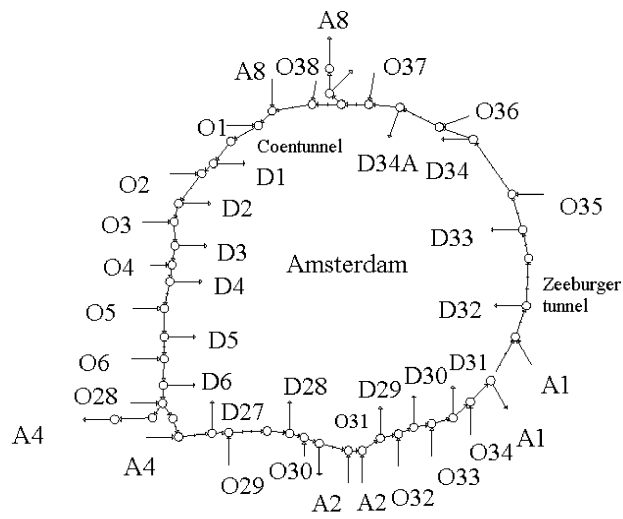 A8
A8 O38 O37
O36
O1
Coentunnel
D34A D34
D1
O2
D2
O35
O3
D33
D3
O4
Amsterdam
D4
Zeeburger
tunnel
O5
D32
D5
O6
D31
D6
D28 D29 D30
A1
O28
D27
O31
A4
A1
A4
O30
O34
O29
O33
A2 A2 O32